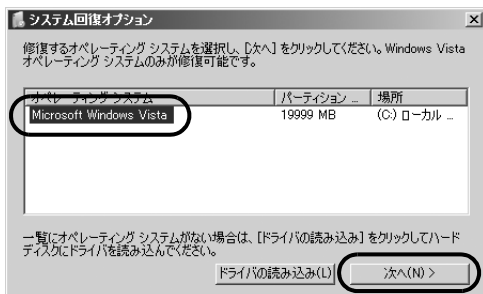 システム回復オプション
修復するオペレーティング システムを選択し、[次へ] をクリックしてください。Windows Vista
オペレーティング システムのみが修復可能です。
オペレーティング システム パーティション ... 場所
Microsoft Windows Vista 19999 MB (C:) ローカル ...
一覧にオペレーティング システムがない場合は、[ドライバの読み込み] をクリックしてハード
ディスクにドライバを読み込んでください。
ドライバの読み込み(L) 次へ(N) >